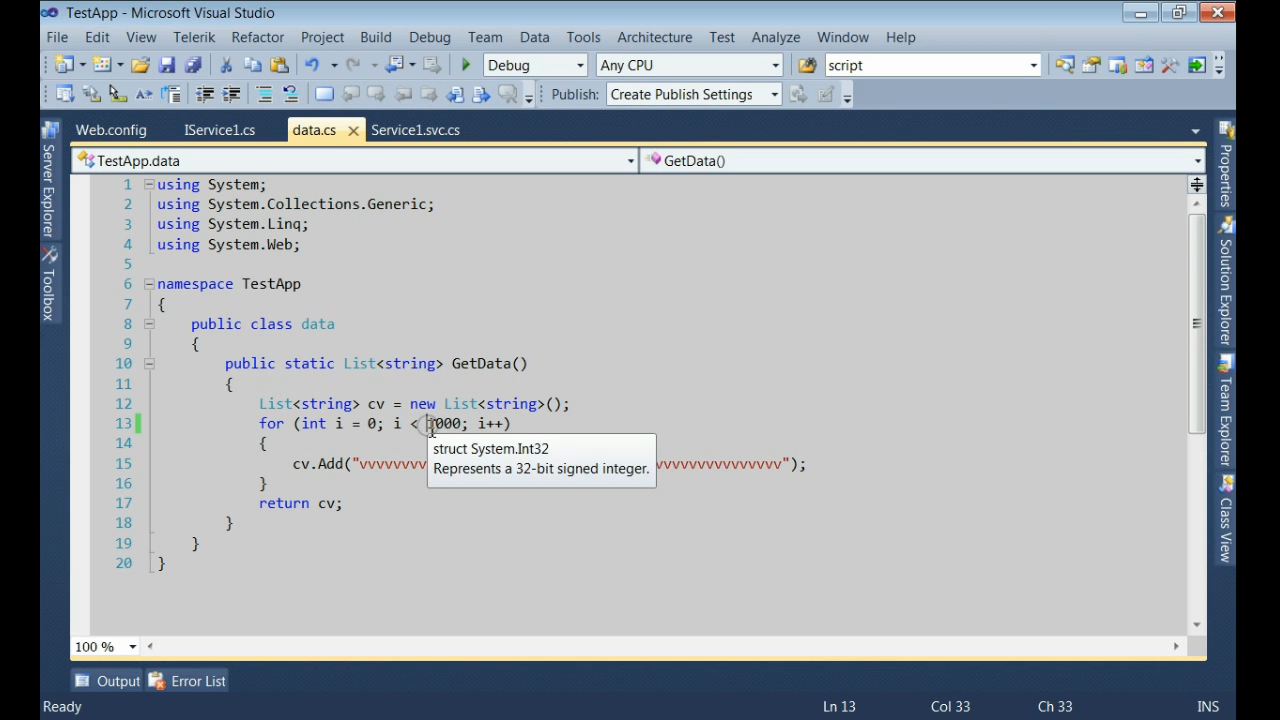 TestApp - Microsoft Visual Studio
File Edit View Telerik Refactor Project Build Debug Team Data Tools Architecture Test Analyze Window Help
Debug Any CPU script
Publish: Create Publish Settings
Web.config IService1.cs data.cs Service1.svc.cs
TestApp.data GetData()
Server Explorer
Toolbox
1 using System;
2 using System.Collections.Generic;
3 using System.Linq;
4 using System.Web;
5
6 namespace TestApp
7 {
8 public class data
9 {
10 public static List<string> GetData()
11 {
12 List<string> cv = new List<string>();
13 for (int i = 0; i < 000; i++)
14 {
struct System.Int32
Represents a 32-bit signed integer.
15 cv.Add("vvvvvvvv vvvvvvvvvvvvvvv");
16 }
17 return cv;
18 }
19 }
20 }
Properties
Solution Explorer
Team Explorer
Class View
100 %
Output Error List
Ready Ln 13 Col 33 Ch 33 INS